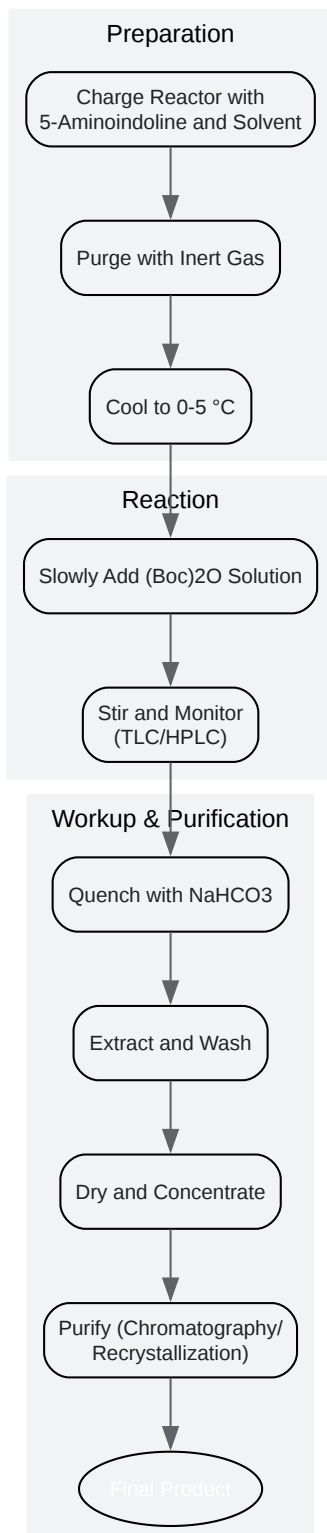 Preparation
Charge Reactor with
5-Aminoindoline and Solvent
Purge with Inert Gas
Cool to 0-5 °C
Reaction
Slowly Add (Boc)2O Solution
Stir and Monitor
(TLC/HPLC)
Workup & Purification
Quench with NaHCO3
Extract and Wash
Dry and Concentrate
Purify (Chromatography/
Recrystallization)
Final Product